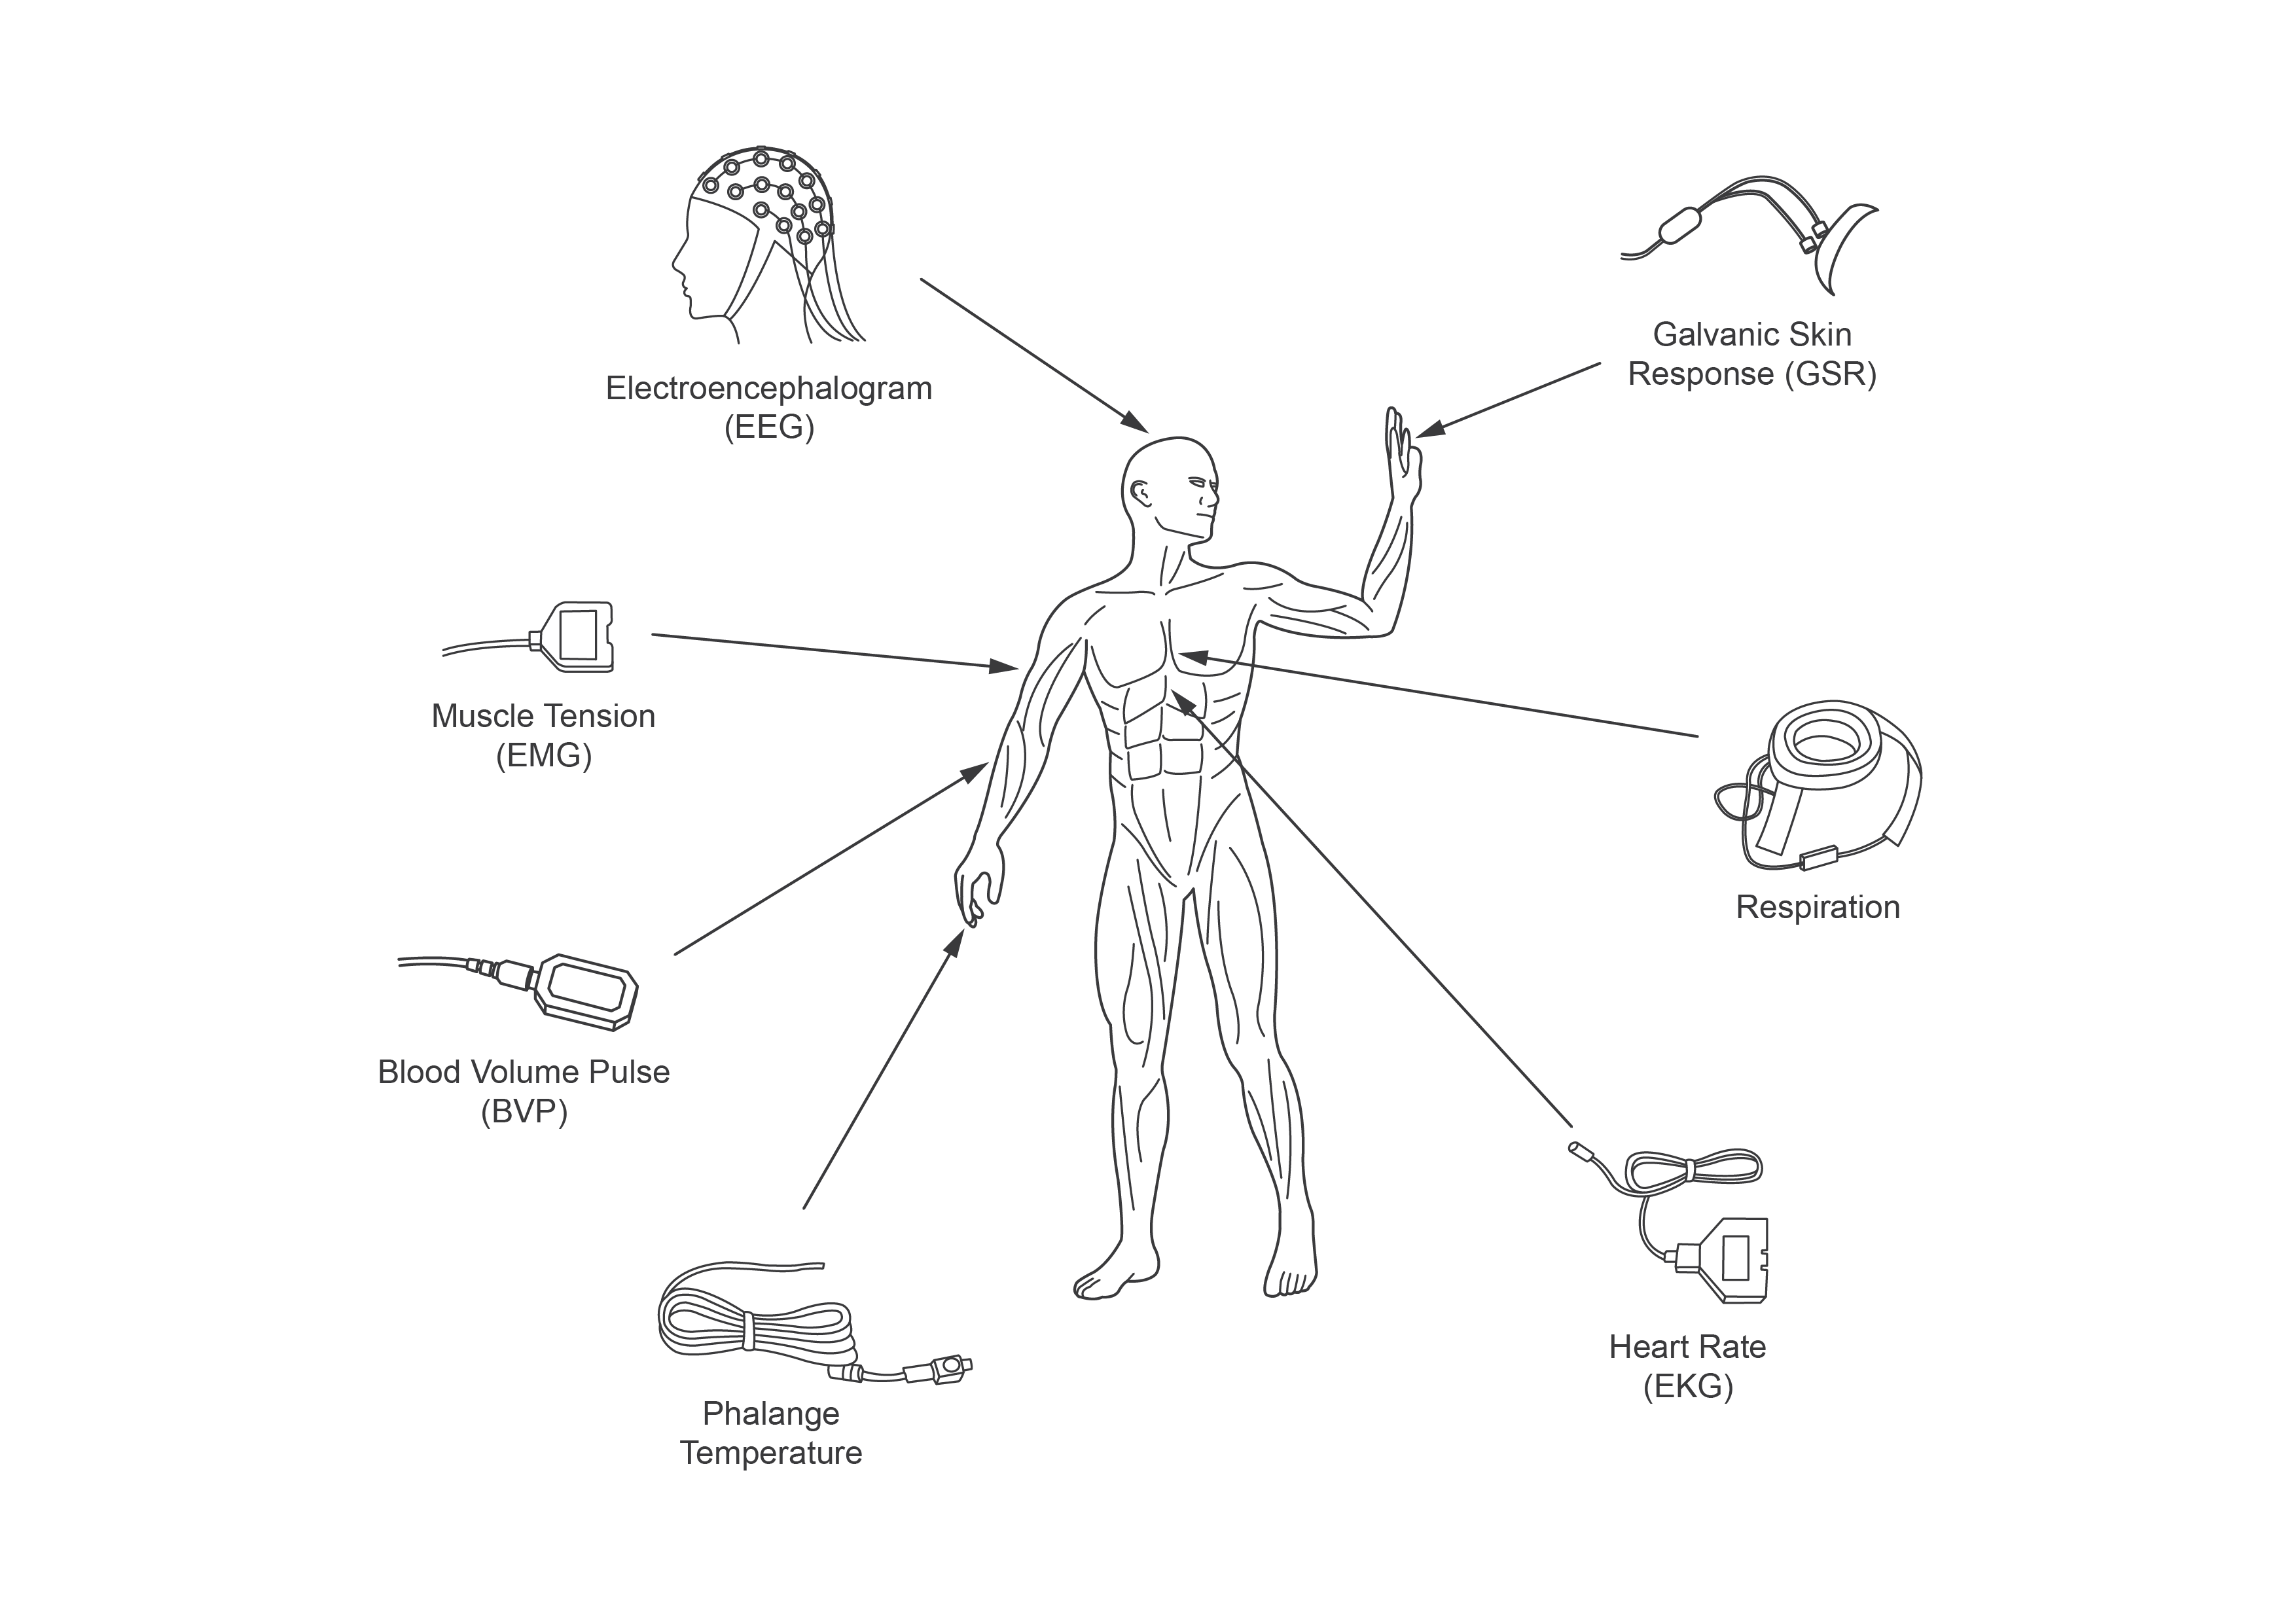 Electroencephalogram
(EEG)
Galvanic Skin
Response (GSR)
Muscle Tension
(EMG)
Respiration
Blood Volume Pulse
(BVP)
Heart Rate
(EKG)
Phalange
Temperature